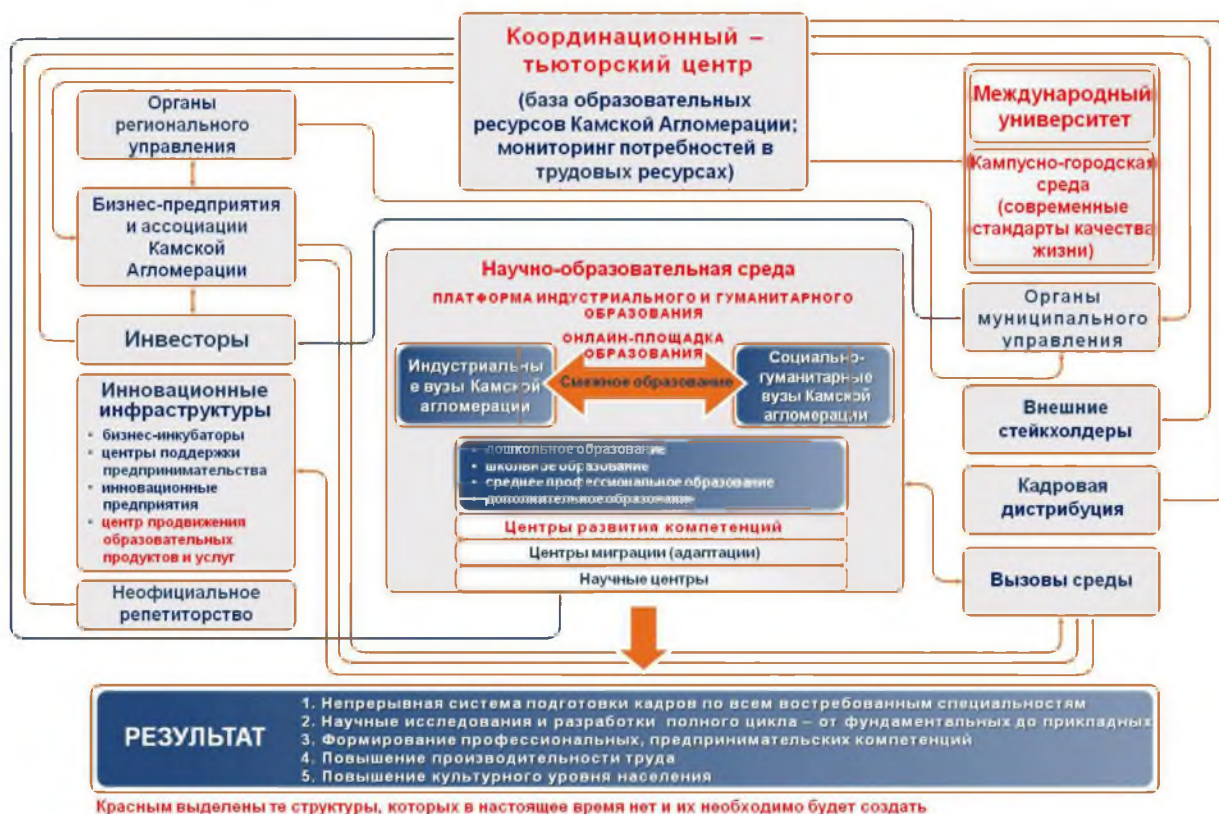 Координационный –
тьюторский центр
(база образовательных
ресурсов Камской Агломерации;
мониторинг потребностей в
трудовых ресурсах)
Органы
регионального
управления
Бизнес-предприятия
и ассоциации
Камской
Агломерации
Инвесторы
Инновационные
инфраструктуры
• бизнес-инкубаторы
• центры поддержки
предпринимательства
• инновационные
предприятия
• центр продвижения
образовательных
продуктов и услуг
Неофициальное
репетиторство
Научно-образовательная среда
ПЛАТФОРМА ИНДУСТРИАЛЬНОГО И ГУМАНИТАРНОГО
ОБРАЗОВАНИЯ
ОНЛАЙН-ПЛОЩАДКА
ОБРАЗОВАНИЯ
Индустриальны
е вузы Камской
агломерации
Смежное образование
Социально-
гуманитарные
вузы Камской
агломерации
• дошкольное образование
• школьное образование
• среднее профессиональное образование
• дополнительное образование
Центры развития компетенций
Центры миграции (адаптации)
Научные центры
Международный
университет
Кампусно-городская
среда
(современные
стандарты качества
жизни)
Органы
муниципального
управления
Внешние
стейкхолдеры
Кадровая
дистрибуция
Вызовы среды
РЕЗУЛЬТАТ
1. Непрерывная система подготовки кадров по всем востребованным специальностям
2. Научные исследования и разработки полного цикла – от фундаментальных до прикладных
3. Формирование профессиональных, предпринимательских компетенций
4. Повышение производительности труда
5. Повышение культурного уровня населения
Красным выделены те структуры, которых в настоящее время нет и их необходимо будет создать